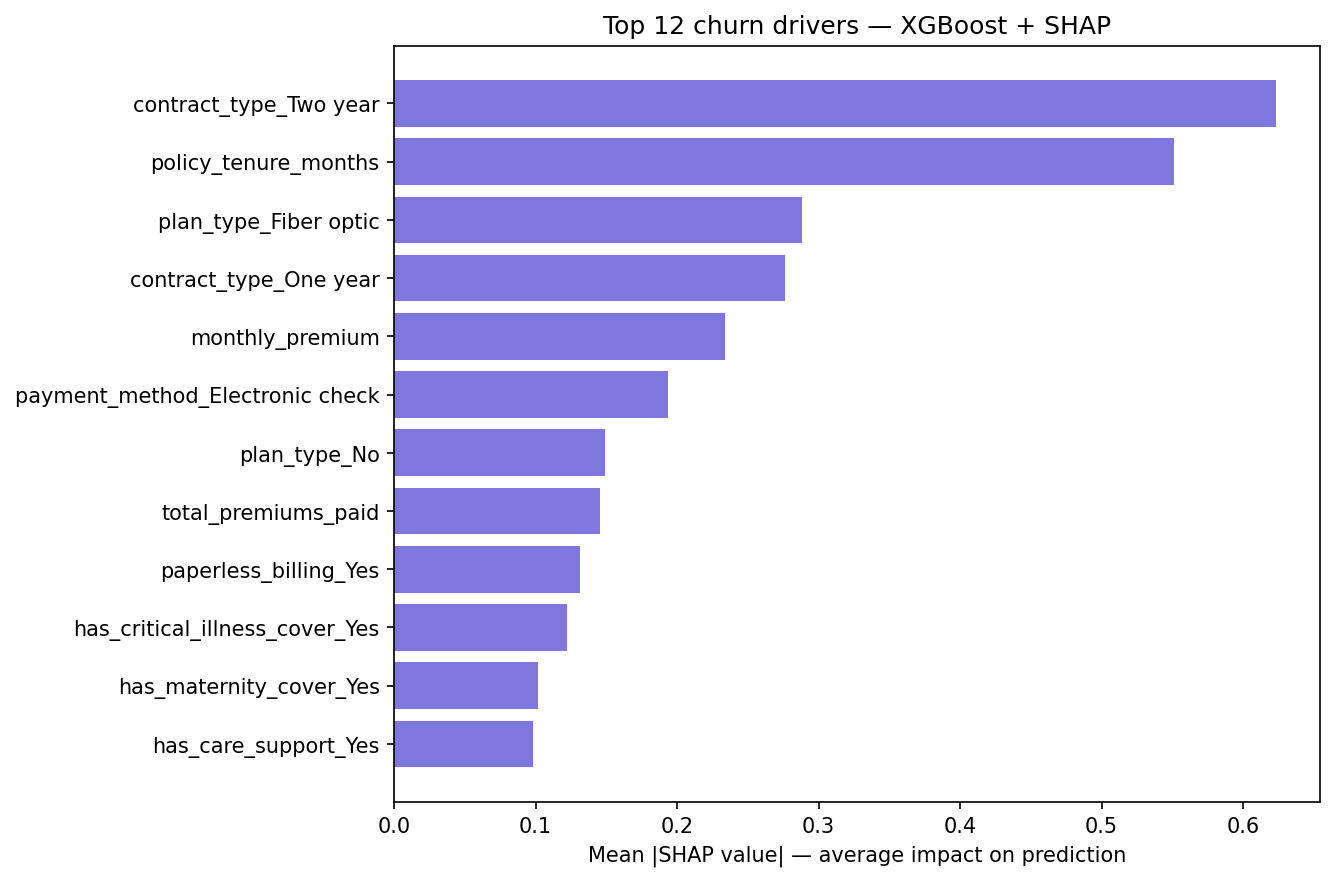 Top 12 churn drivers — XGBoost + SHAP
contract_type_Two year
policy_tenure_months
plan_type_Fiber optic
contract_type_One year
monthly_premium
payment_method_Electronic check
plan_type_No
total_premiums_paid
paperless_billing_Yes
has_critical_illness_cover_Yes
has_maternity_cover_Yes
has_care_support_Yes
0.0 0.1 0.2 0.3 0.4 0.5 0.6
Mean |SHAP value| — average impact on prediction